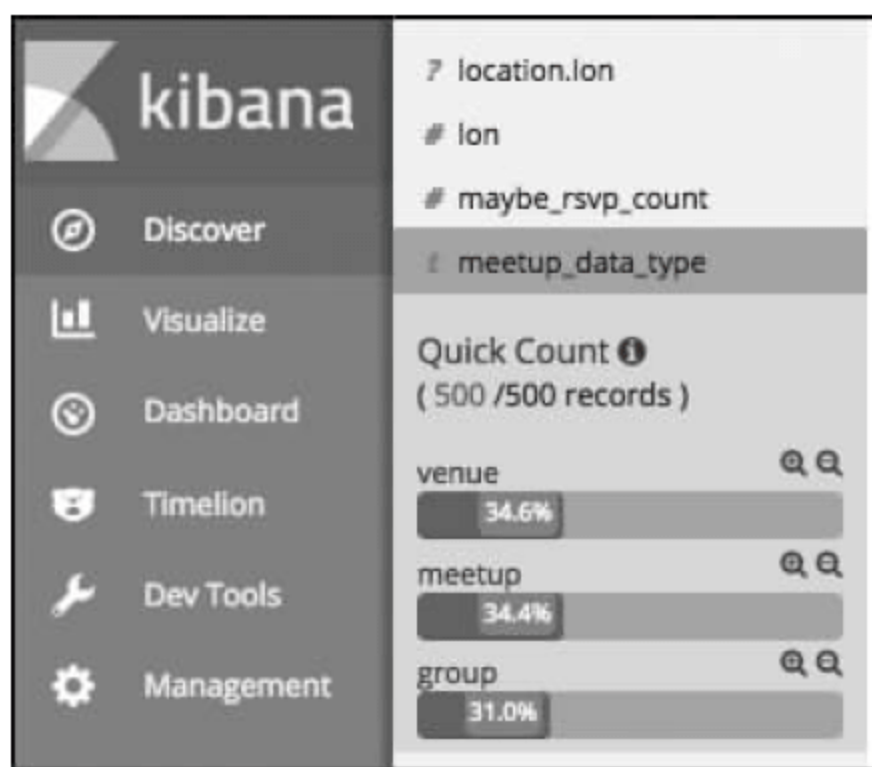 kibana
Discover
Visualize
Dashboard
Timelion
Dev Tools
Management
? location.lon
# lon
# maybe_rsvp_count
t meetup_data_type
Quick Count
( 500 /500 records )
venue
34.6%
meetup
34.4%
group
31.0%